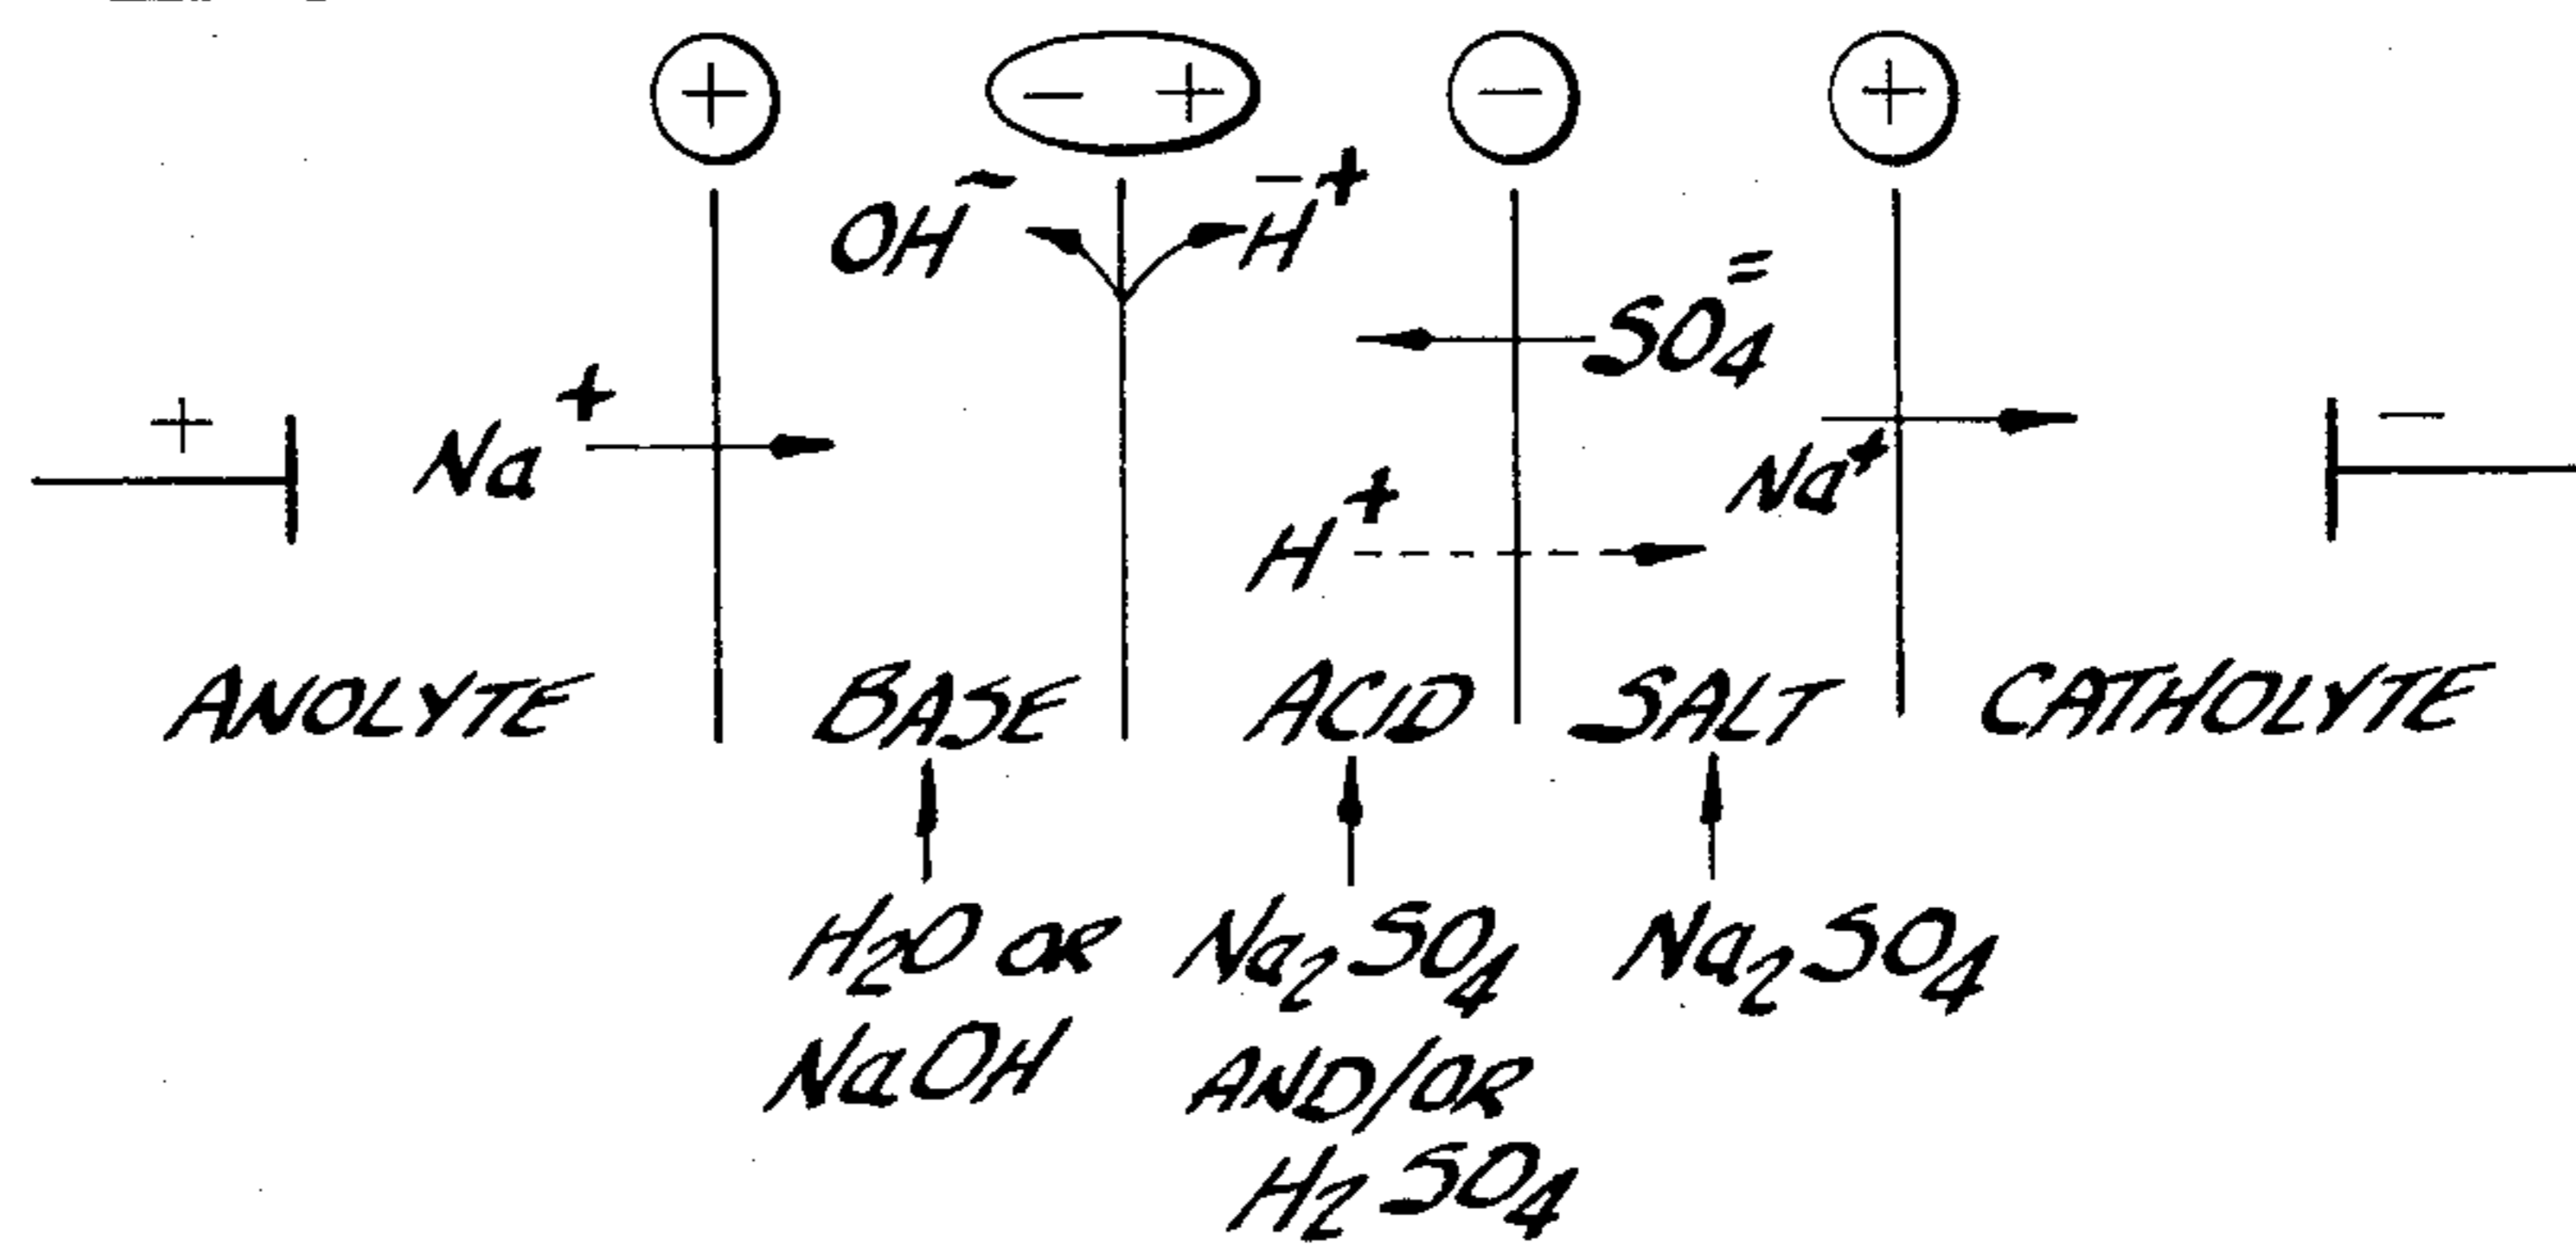 + - + - +
OH⁻ H⁻⁺
SO₄⁼
+ Na⁺ Na⁺ -
H⁺
ANOLYTE BASE ACID SALT CATHOLYTE
H₂O OR Na₂SO₄ Na₂SO₄
NaOH AND/OR
H₂SO₄